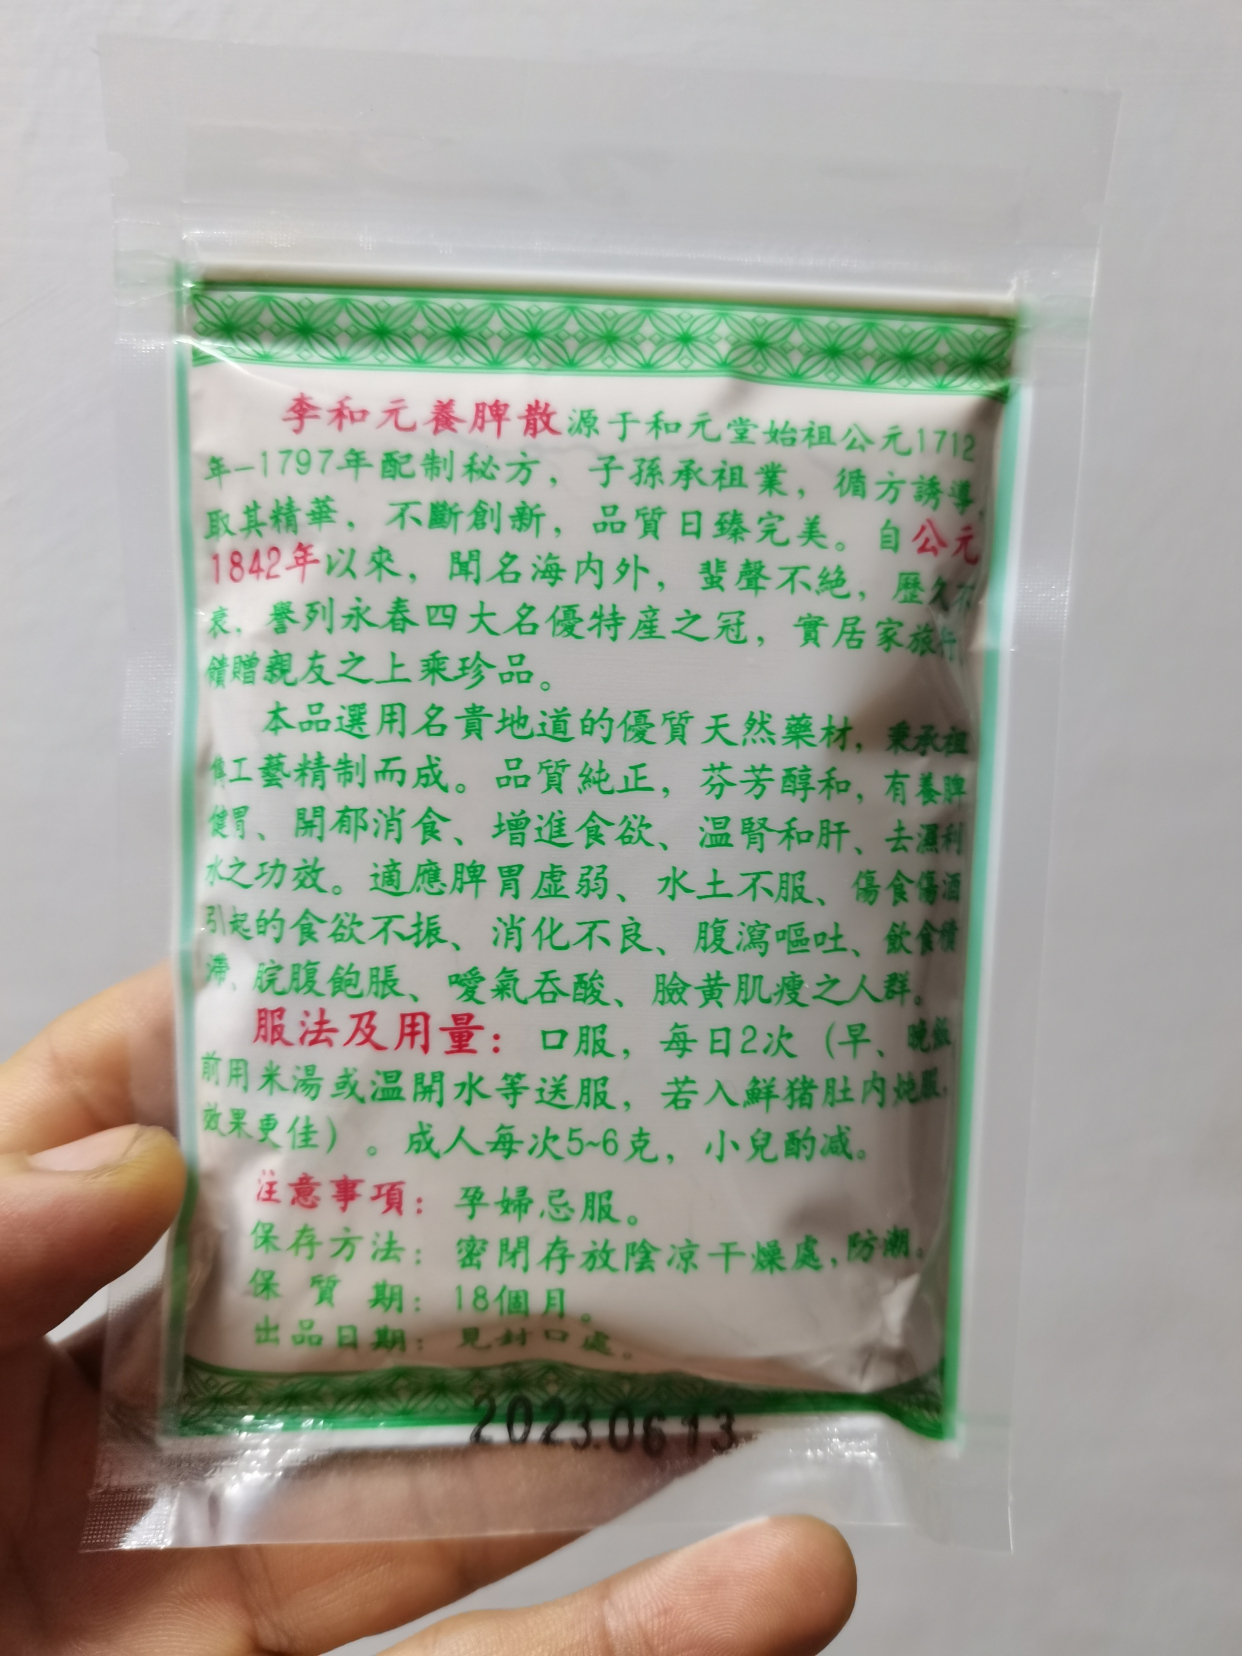 李和元養脾散源于和元堂始祖公元1712
年—1797年配制秘方，子孫承祖業，循方誘導，
取其精華，不斷創新，品質日臻完美。自公元
1842年以來，聞名海内外，蜚聲不絶，歷久不
衰，譽列永春四大名優特産之冠，實居家旅行，
饋贈親友之上乘珍品。
本品選用名貴地道的優質天然藥材，秉承祖
傳工藝精制而成。品質純正，芬芳醇和，有養脾
健胃、開郁消食、增進食欲、温腎和肝、去濕利
水之功效。適應脾胃虛弱、水土不服、傷食傷酒
引起的食欲不振、消化不良、腹瀉嘔吐、飲食積
滯、脘腹飽脹、噯氣吞酸、臉黄肌瘦之人群。
服法及用量：口服，每日2次（早、晚飯
前用米湯或温開水等送服，若入鮮猪肚内炖服，
效果更佳）。成人每次5~6克，小兒酌减。
注意事項：孕婦忌服。
保存方法：密閉存放陰凉干燥處，防潮。
保質期：18個月。
出品日期：見封口處。
2023.0613